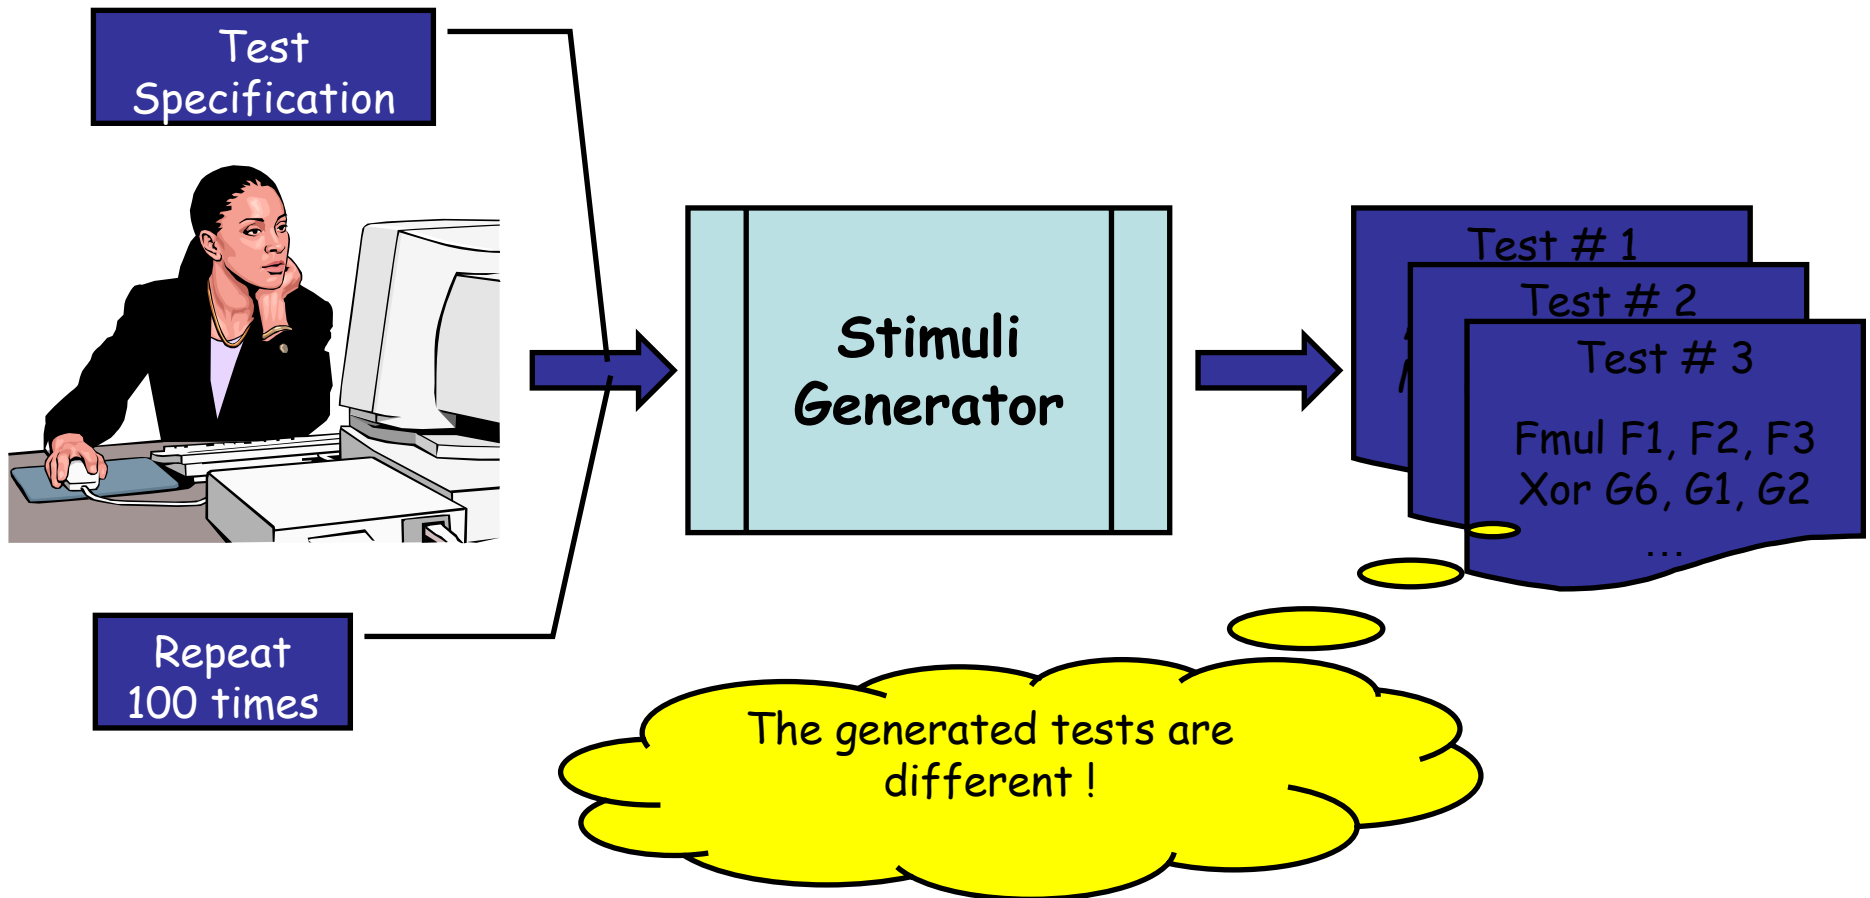 Test
Specification
Repeat
100 times
Stimuli
Generator
Test # 1
Test # 2
Test # 3
Fmul F1, F2, F3
Xor G6, G1, G2
...
The generated tests are
different !